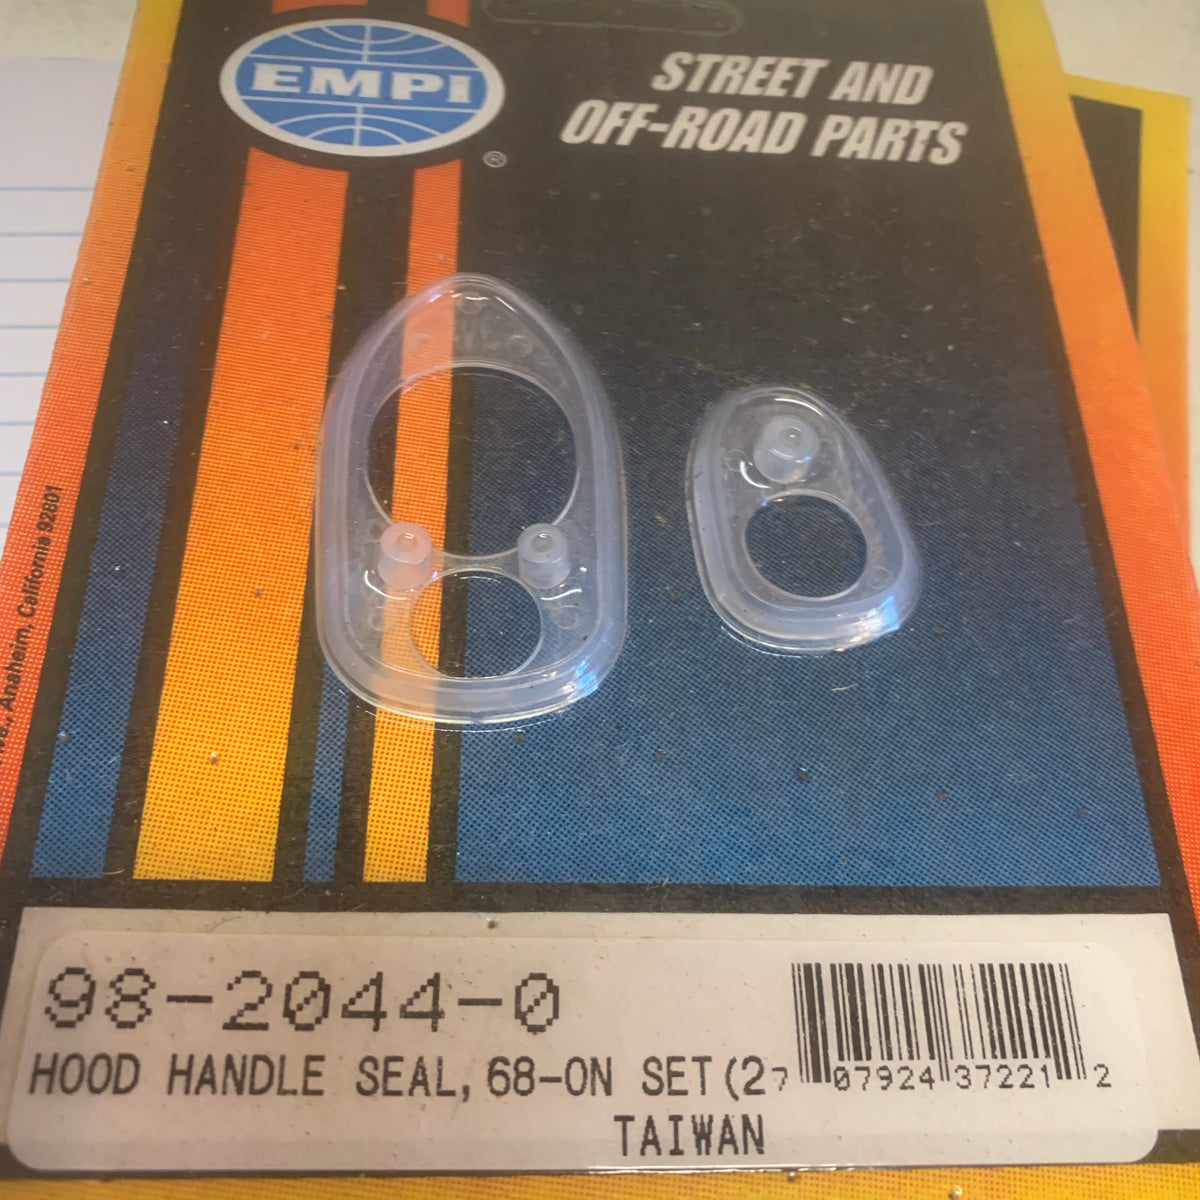 EMPI
®
STREET AND
OFF-ROAD PARTS
Anaheim, California 92801
98-2044-0
HOOD HANDLE SEAL, 68-ON SET(2
TAIWAN
7 07924 37221 2